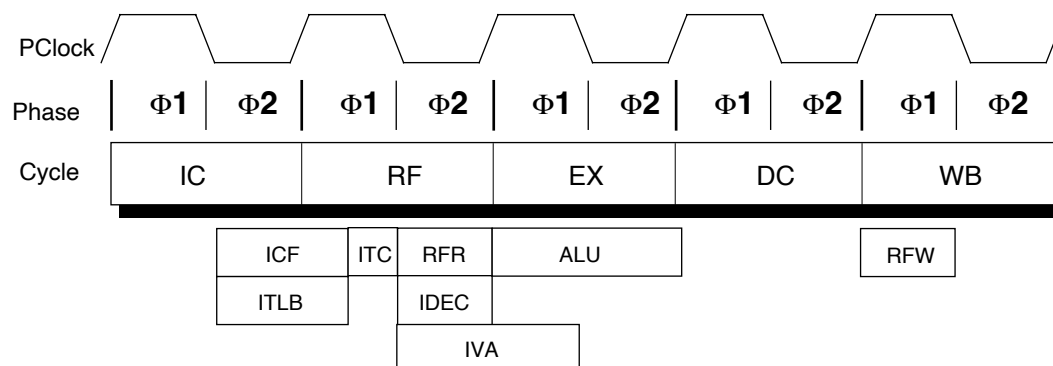 PClock
Phase Φ1 Φ2 Φ1 Φ2 Φ1 Φ2 Φ1 Φ2 Φ1 Φ2
Cycle IC RF EX DC WB
ICF ITC RFR ALU RFW
ITLB IDEC
IVA